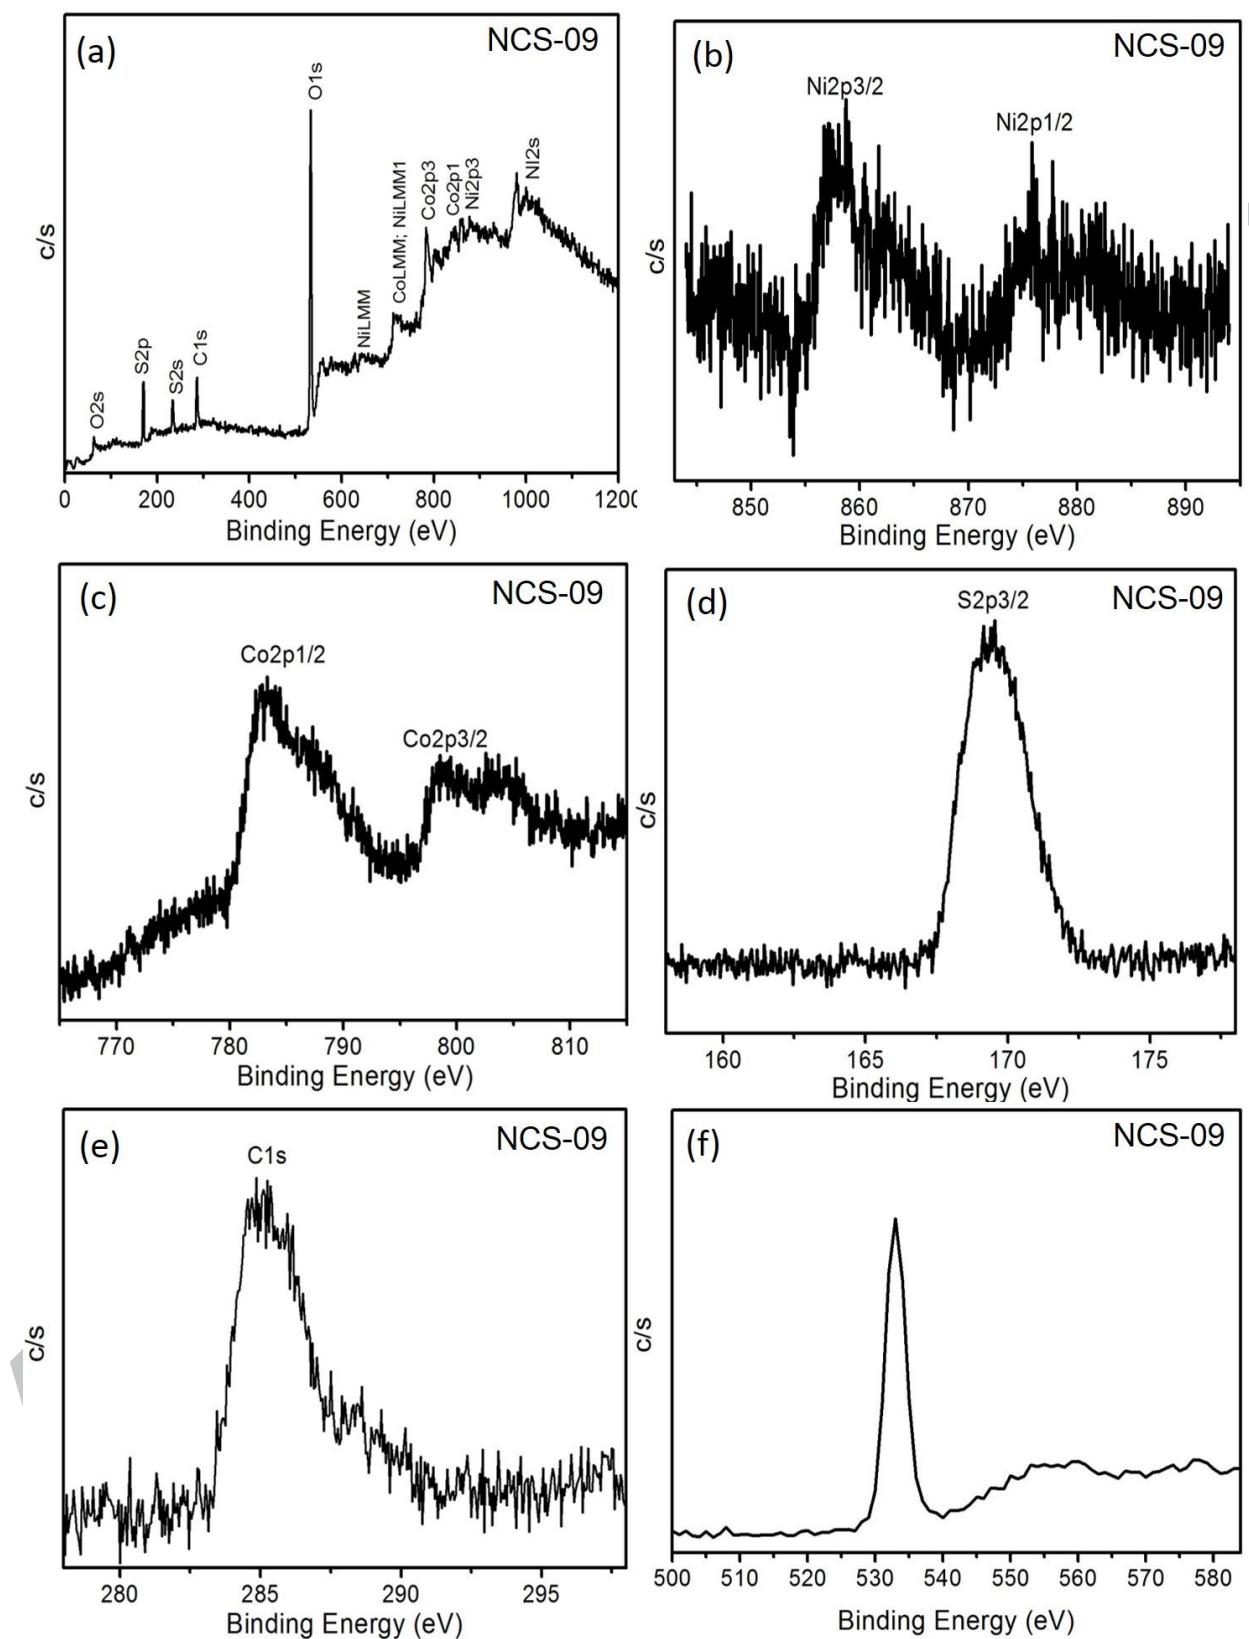 (a)
NCS-09
O2s
S2p
S2s
C1s
O1s
NiLMM
CoLMM; NiLMM1
Co2p3
Co2p1
Ni2p3
NI2s
c/s
0 200 400 600 800 1000 1200
Binding Energy (eV)
(b)
NCS-09
Ni2p3/2
Ni2p1/2
c/s
850 860 870 880 890
Binding Energy (eV)
(c)
NCS-09
Co2p1/2
Co2p3/2
c/s
770 780 790 800 810
Binding Energy (eV)
(d)
NCS-09
S2p3/2
c/s
160 165 170 175
Binding Energy (eV)
(e)
NCS-09
C1s
c/s
280 285 290 295
Binding Energy (eV)
(f)
NCS-09
c/s
500 510 520 530 540 550 560 570 580
Binding Energy (eV)